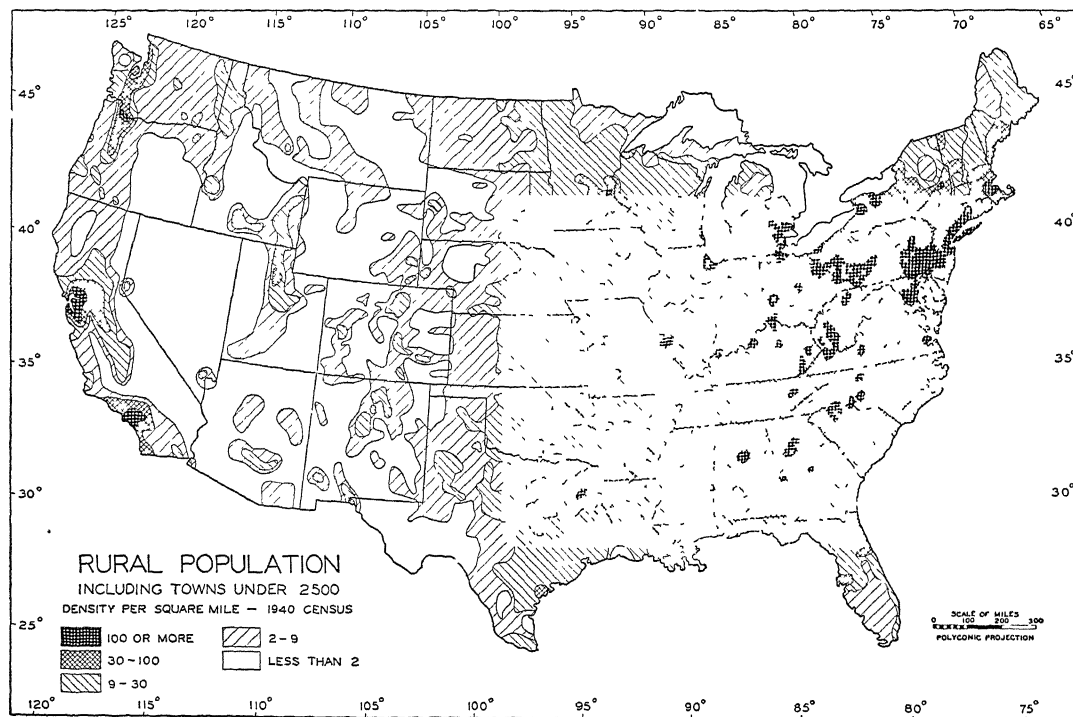 125° 120° 115° 110° 105° 100° 95° 90° 85° 80° 75° 70° 65°
45° 45°
40° 40°
35° 35°
30° 30°
25°
RURAL POPULATION
INCLUDING TOWNS UNDER 2500
DENSITY PER SQUARE MILE — 1940 CENSUS
100 OR MORE 2-9
30-100 LESS THAN 2
9-30
SCALE OF MILES
0 100 200 300
POLYCONIC PROJECTION
120° 115° 110° 105° 100° 95° 90° 85° 80° 75°